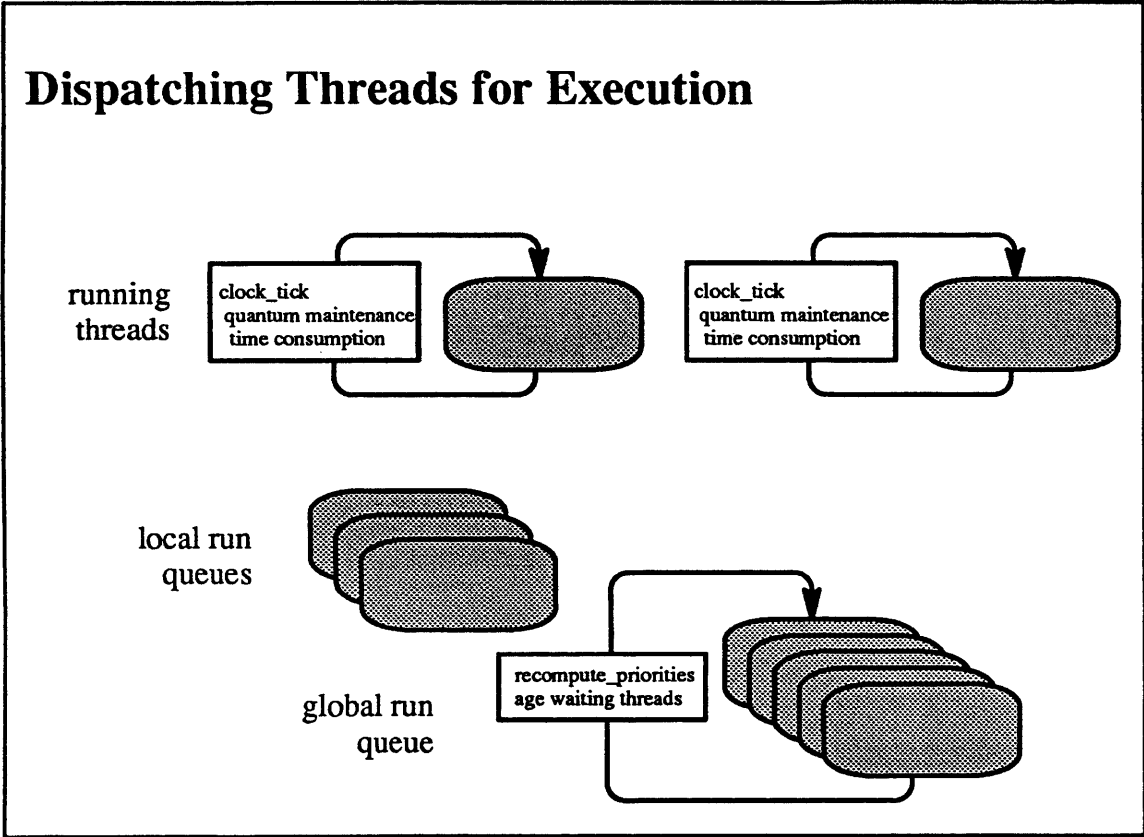 Dispatching Threads for Execution
running
threads
clock_tick
quantum maintenance
time consumption
clock_tick
quantum maintenance
time consumption
local run
queues
recompute_priorities
age waiting threads
global run
queue